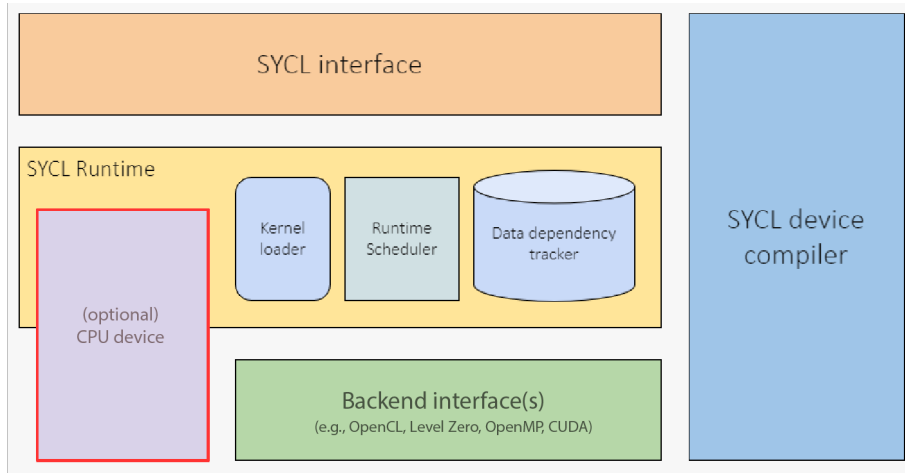 SYCL interface
SYCL Runtime
Kernel
loader
Runtime
Scheduler
Data dependency
tracker
(optional)
CPU device
Backend interface(s)
(e.g., OpenCL, Level Zero, OpenMP, CUDA)
SYCL device
compiler